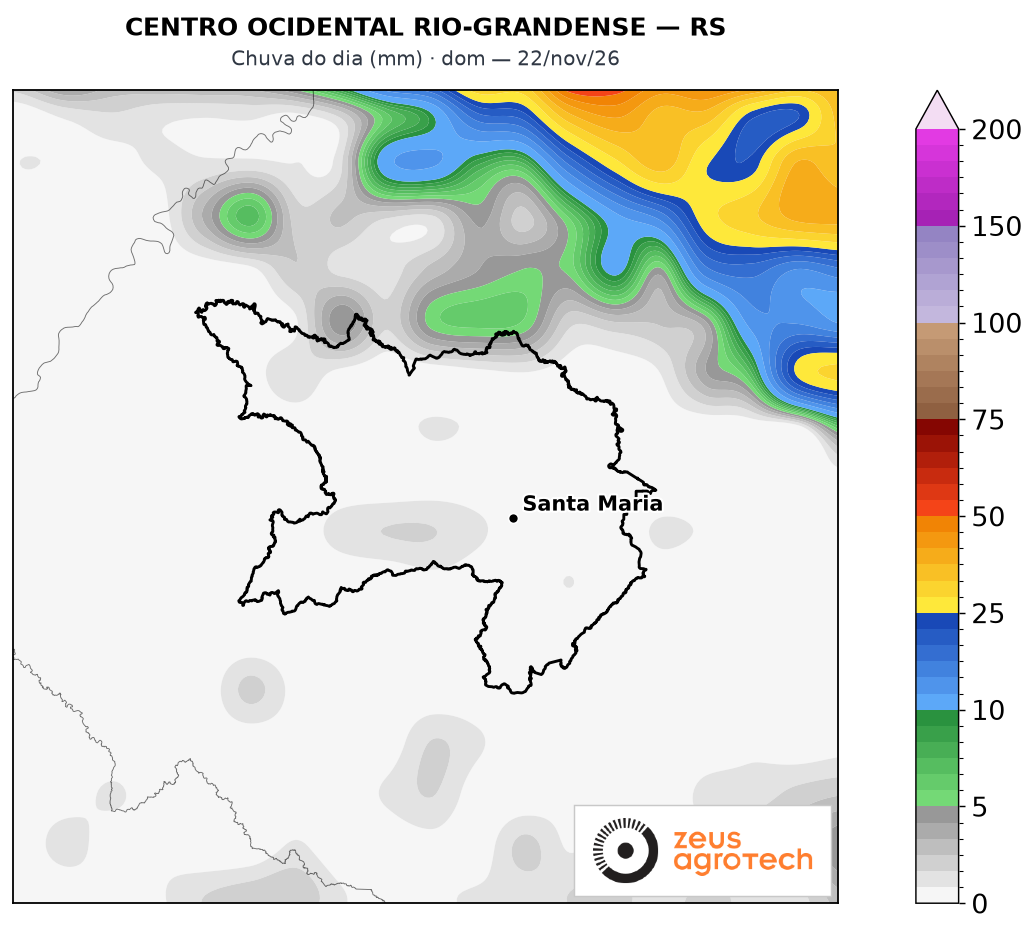 CENTRO OCIDENTAL RIO-GRANDENSE — RS
Chuva do dia (mm) · dom — 22/nov/26
200
150
100
75
50
25
10
5
0
Santa Maria
zeus
agrotech